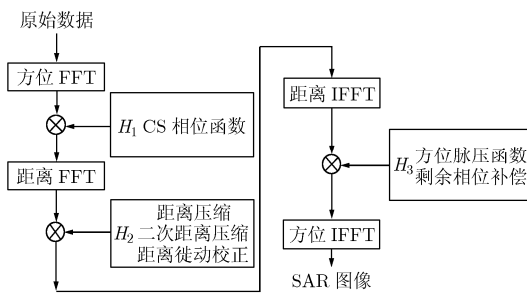 原始数据
方位 FFT
H₁ CS 相位函数
距离 FFT
距离压缩
H₂ 二次距离压缩
距离徙动校正
距离 IFFT
H₃ 方位脉压函数
剩余相位补偿
方位 IFFT
SAR 图像